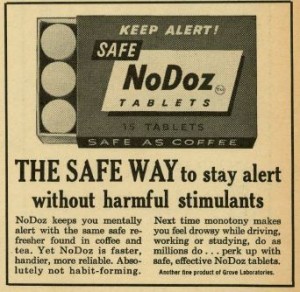 KEEP ALERT!
SAFE
NoDoz
TABLETS
15 TABLETS
SAFE AS COFFEE
THE SAFE WAY to stay alert
without harmful stimulants
NoDoz keeps you mentally
alert with the same safe re-
fresher found in coffee and
tea. Yet NoDoz is faster,
handier, more reliable. Abso-
lutely not habit-forming.
Next time monotony makes
you feel drowsy while driving,
working or studying, do as
millions do ... perk up with
safe, effective NoDoz tablets.
Another fine product of Grove Laboratories.